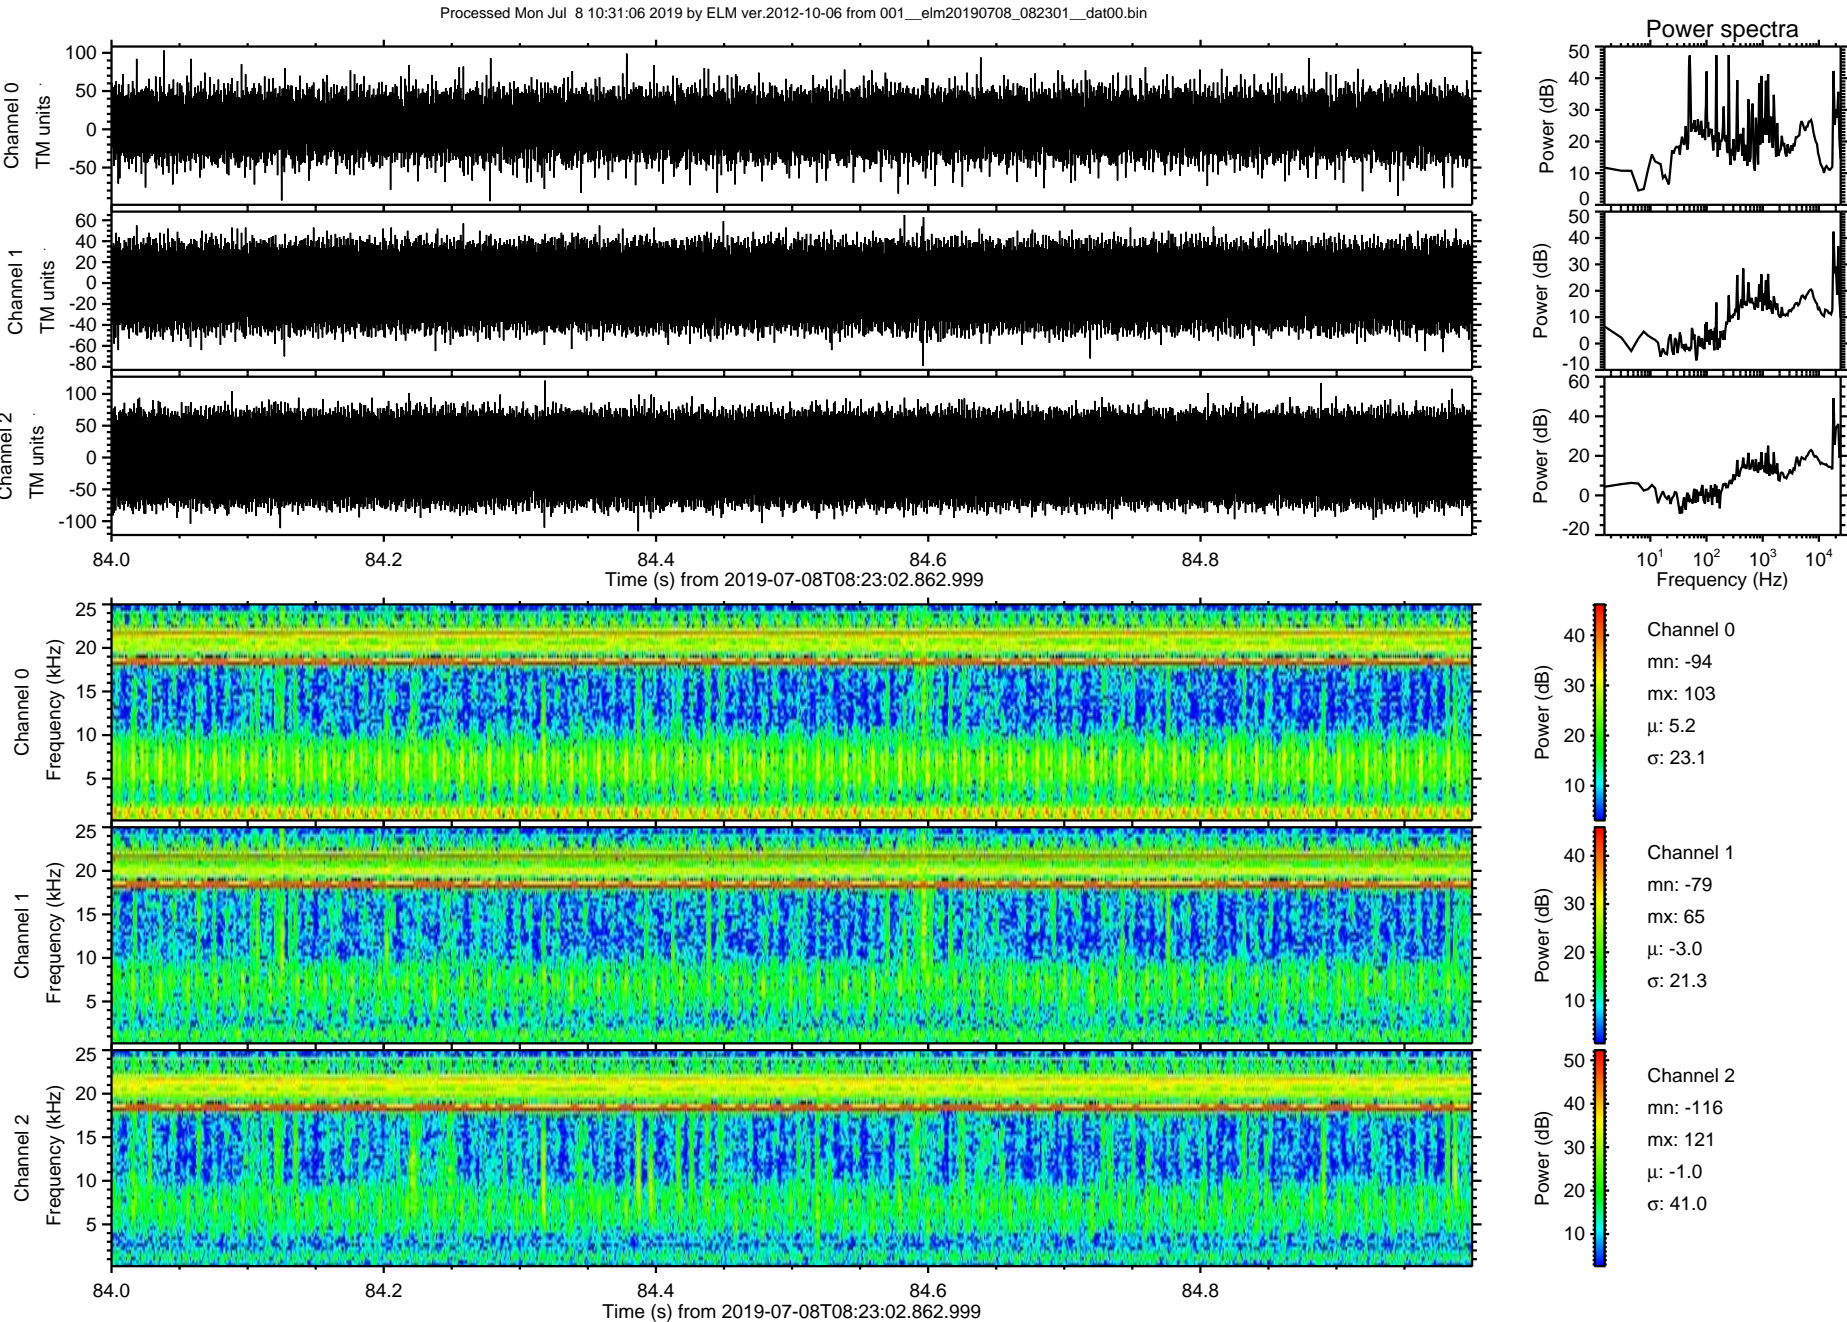 Processed Mon Jul  8 10:31:06 2019 by ELM ver.2012-10-06 from 001__elm20190708_082301__dat00.bin
Power spectra
Channel 0
TM units
100
50
0
-50
Power (dB)
50
40
30
20
10
0
Channel 1
TM units
60
40
20
0
-20
-40
-60
-80
Power (dB)
50
40
30
20
10
0
-10
Channel 2
TM units
100
50
0
-50
-100
Power (dB)
60
40
20
0
-20
84.0 84.2 84.4 84.6 84.8
Time (s) from 2019-07-08T08:23:02.862.999
10^1 10^2 10^3 10^4
Frequency (Hz)
Channel 0
Frequency (kHz)
25
20
15
10
5
Power (dB)
40
30
20
10
Channel 0
mn: -94
mx: 103
μ: 5.2
σ: 23.1
Channel 1
Frequency (kHz)
25
20
15
10
5
Power (dB)
40
30
20
10
Channel 1
mn: -79
mx: 65
μ: -3.0
σ: 21.3
Channel 2
Frequency (kHz)
25
20
15
10
5
Power (dB)
50
40
30
20
10
Channel 2
mn: -116
mx: 121
μ: -1.0
σ: 41.0
84.0 84.2 84.4 84.6 84.8
Time (s) from 2019-07-08T08:23:02.862.999